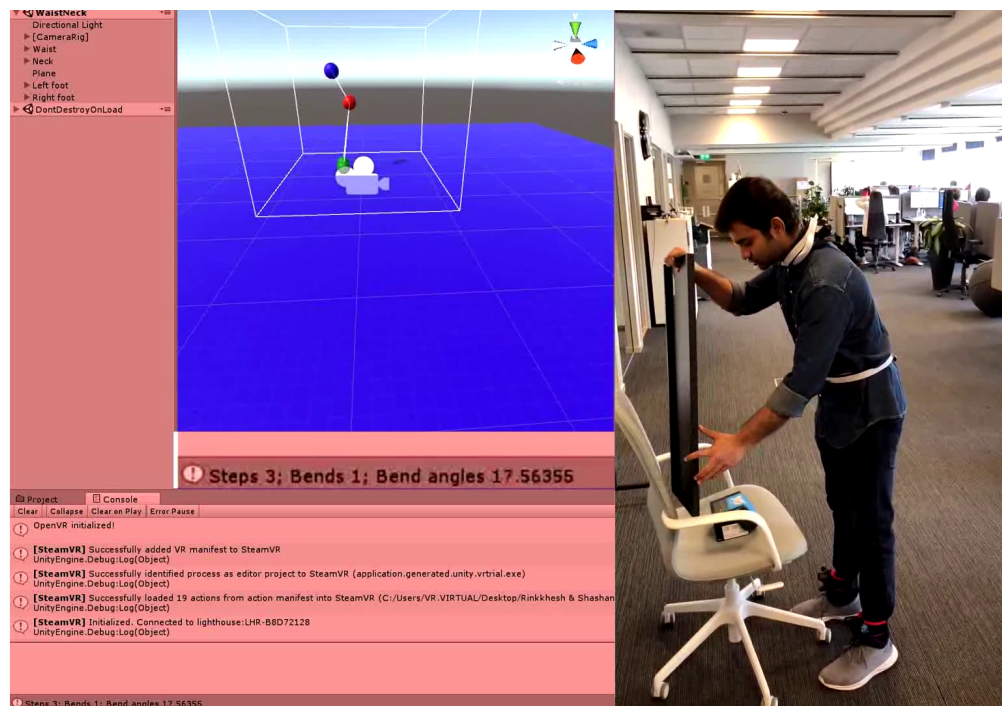 WaistNeck
Directional Light
[CameraRig]
Waist
Neck
Plane
Left foot
Right foot
DontDestroyOnLoad
Steps 3; Bends 1; Bend angles 17.56355
Project
Console
Clear
Collapse
Clear on Play
Error Pause
OpenVR initialized!
[SteamVR] Successfully added VR manifest to SteamVR
UnityEngine.Debug:Log(Object)
[SteamVR] Successfully identified process as editor project to SteamVR (application.generated.unity.vrtrial.exe)
UnityEngine.Debug:Log(Object)
[SteamVR] Successfully loaded 19 actions from action manifest into SteamVR (C:/Users/VR.VIRTUAL/Desktop/Rinkkhesh & Shashan
UnityEngine.Debug:Log(Object)
[SteamVR] Initialized. Connected to lighthouse:LHR-B8D72128
UnityEngine.Debug:Log(Object)
Steps 3; Bends 1; Bend angles 17.56355